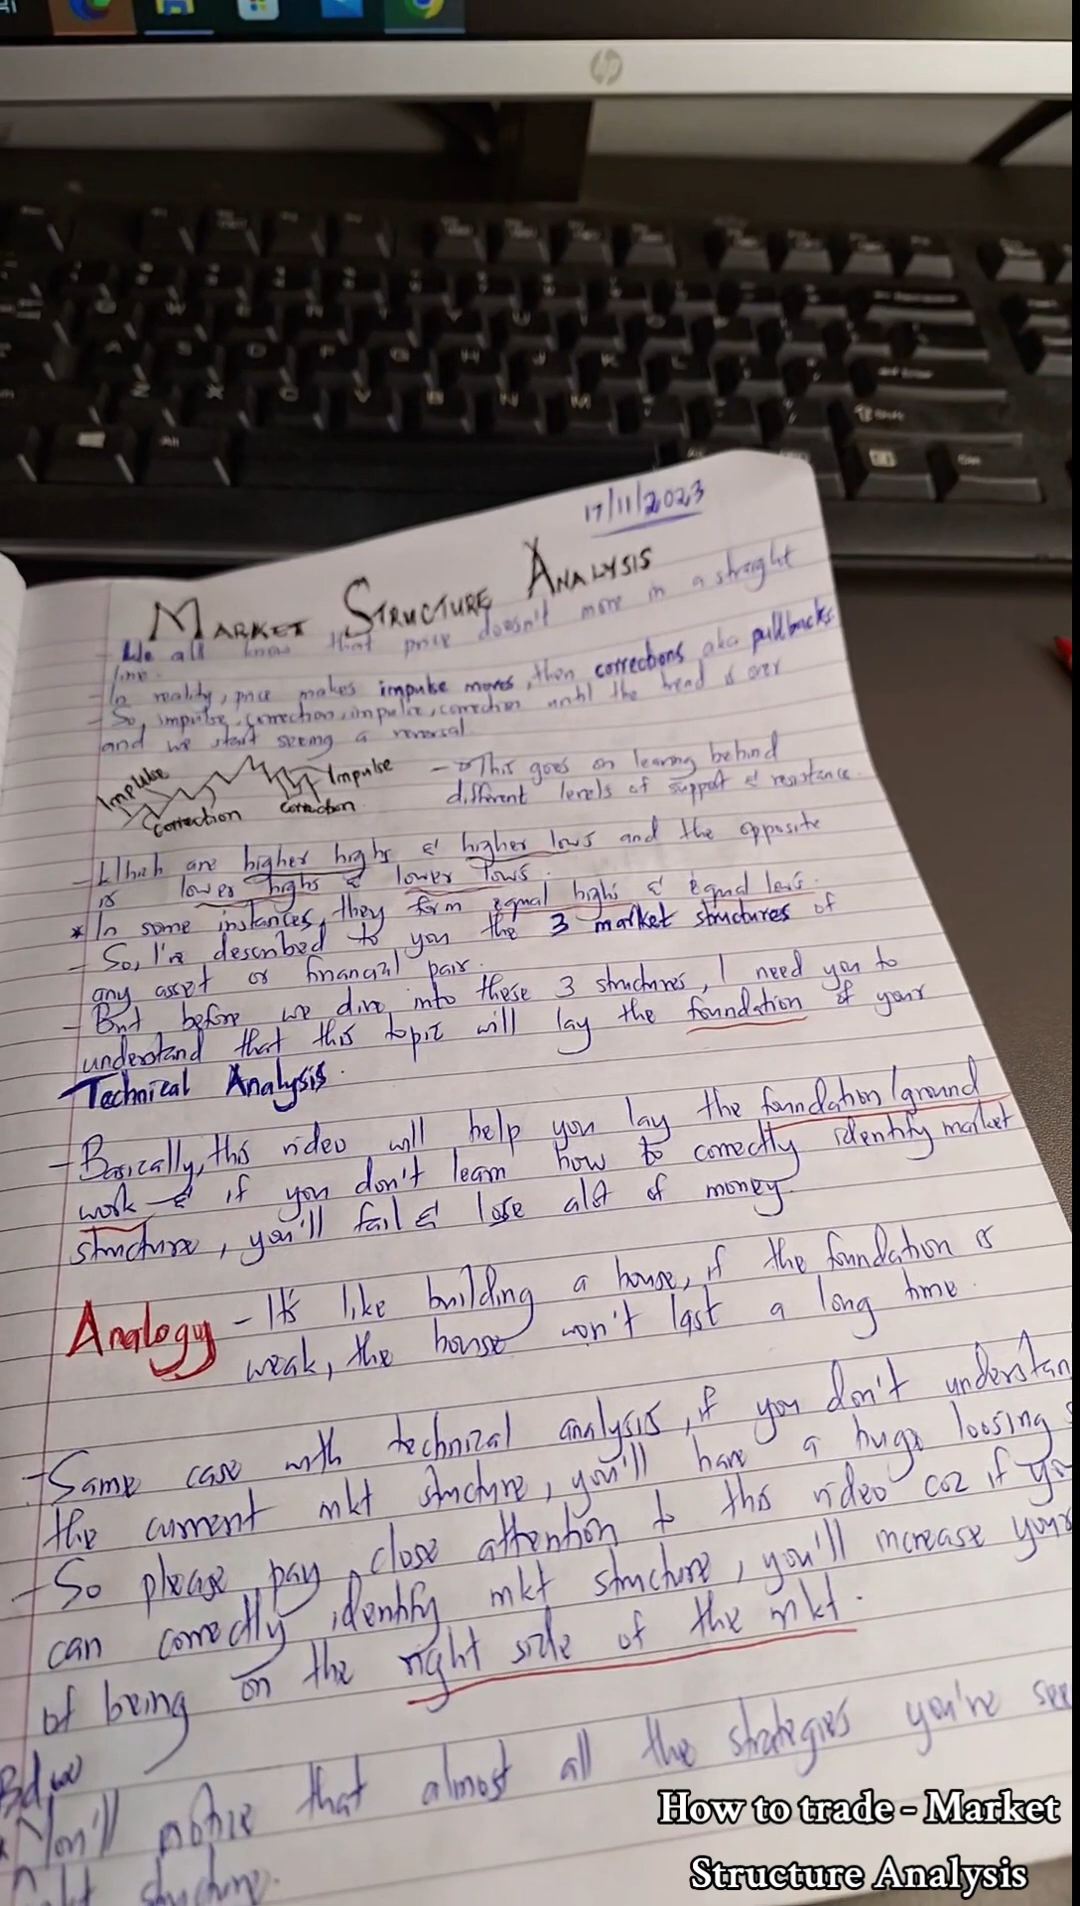 17/11/2023
MARKET STRUCTURE ANALYSIS
- We all know that price doesn't move in a straight
line.
- In reality, price makes impulse moves, then corrections aka pullbacks
- So, impulse, correction, impulse, correction until the trend is over
and we start seeing a reversal.
Impulse
Correction
Impulse
correction
- This goes on leaving behind
different levels of support & resistance.
- Which are higher highs & higher lows and the opposite
is lower highs & lower lows.
* In some instances, they form equal highs & equal lows.
- So, I've described to you the 3 market structures of
any asset or financial pair.
- But before we dive into these 3 structures, I need you to
understand that this topic will lay the foundation of your
Technical Analysis.
- Basically, this video will help you lay the foundation/ground
work & if you don't learn how to correctly identify market
structure, you'll fail & lose alot of money.
Analogy - It's like building a house, if the foundation is
weak, the house won't last a long time.
- Same case with technical analysis, if you don't understan
the current mkt structure, you'll have a huge loosing s
- So please pay close attention to this video coz if yo
can correctly identify mkt structure, you'll increase your
of being on the right side of the mkt.
You'll notice that almost all the strategies you've see
structure.
How to trade - Market
Structure Analysis